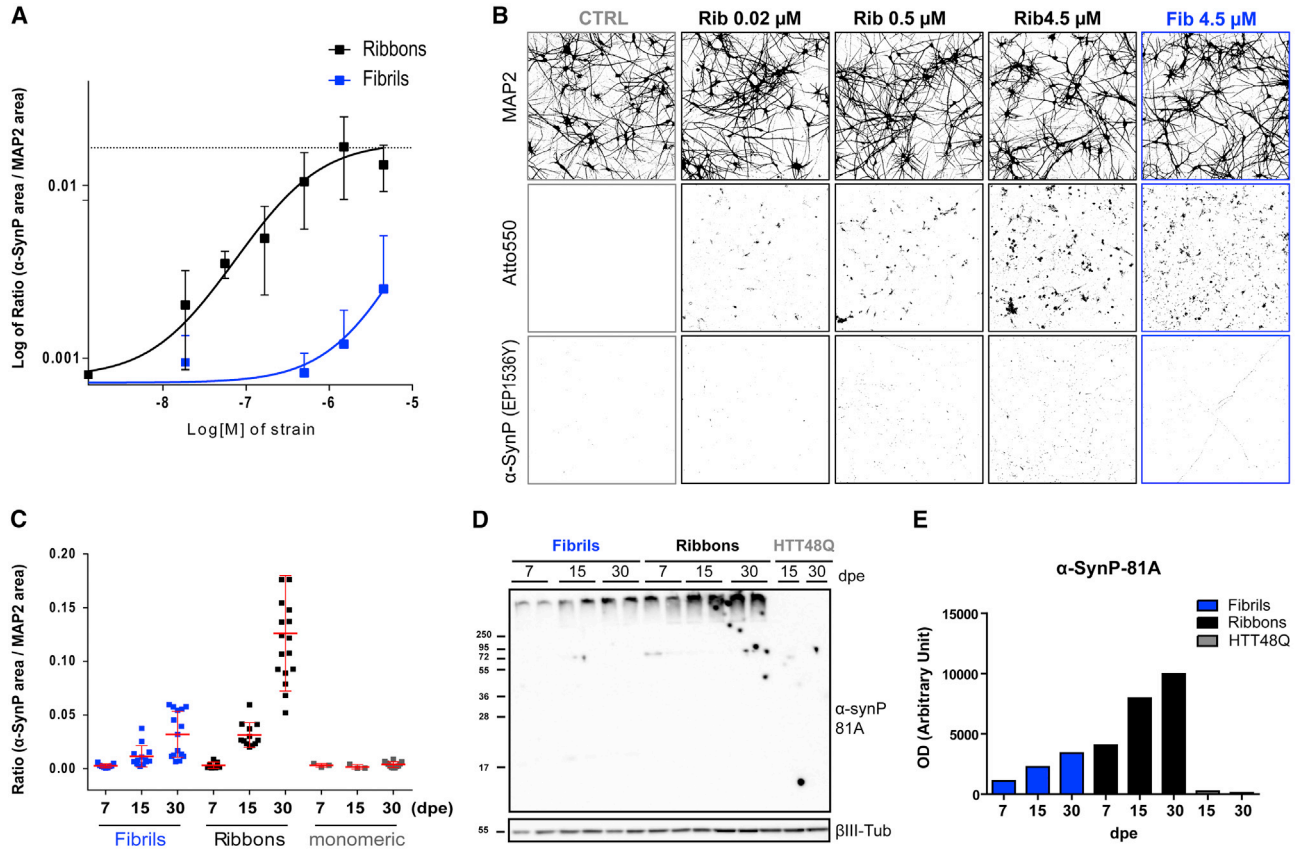 A
Ribbons
Fibrils
Log of Ratio (α-SynP area / MAP2 area)
0.01
0.001
-8 -7 -6 -5
Log[M] of strain
B
CTRL Rib 0.02 µM Rib 0.5 µM Rib4.5 µM Fib 4.5 µM
MAP2
Atto550
α-SynP (EP1536Y)
C
Ratio (α-SynP area / MAP2 area)
0.20
0.15
0.10
0.05
0.00
7 15 30 7 15 30 7 15 30 (dpe)
Fibrils Ribbons monomeric
D
Fibrils Ribbons HTT48Q
7 15 30 7 15 30 15 30 dpe
250
95
72
55
36
28
17
α-synP
81A
55
βIII-Tub
E
α-SynP-81A
Fibrils
Ribbons
HTT48Q
OD (Arbitrary Unit)
15000
10000
5000
0
7 15 30 7 15 30 15 30
dpe